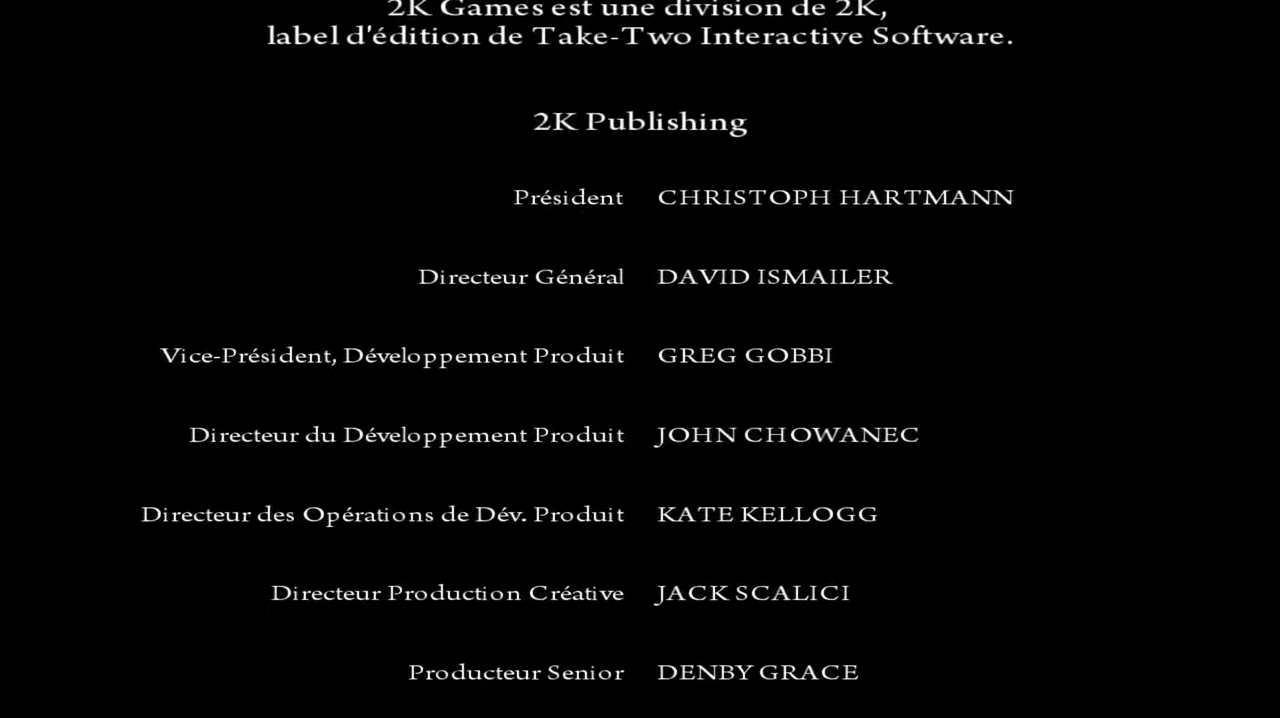 2K Games est une division de 2K,
label d'édition de Take-Two Interactive Software.
2K Publishing
Président CHRISTOPH HARTMANN
Directeur Général DAVID ISMAILER
Vice-Président, Développement Produit GREG GOBBI
Directeur du Développement Produit JOHN CHOWANEC
Directeur des Opérations de Dév. Produit KATE KELLOGG
Directeur Production Créative JACK SCALICI
Producteur Senior DENBY GRACE